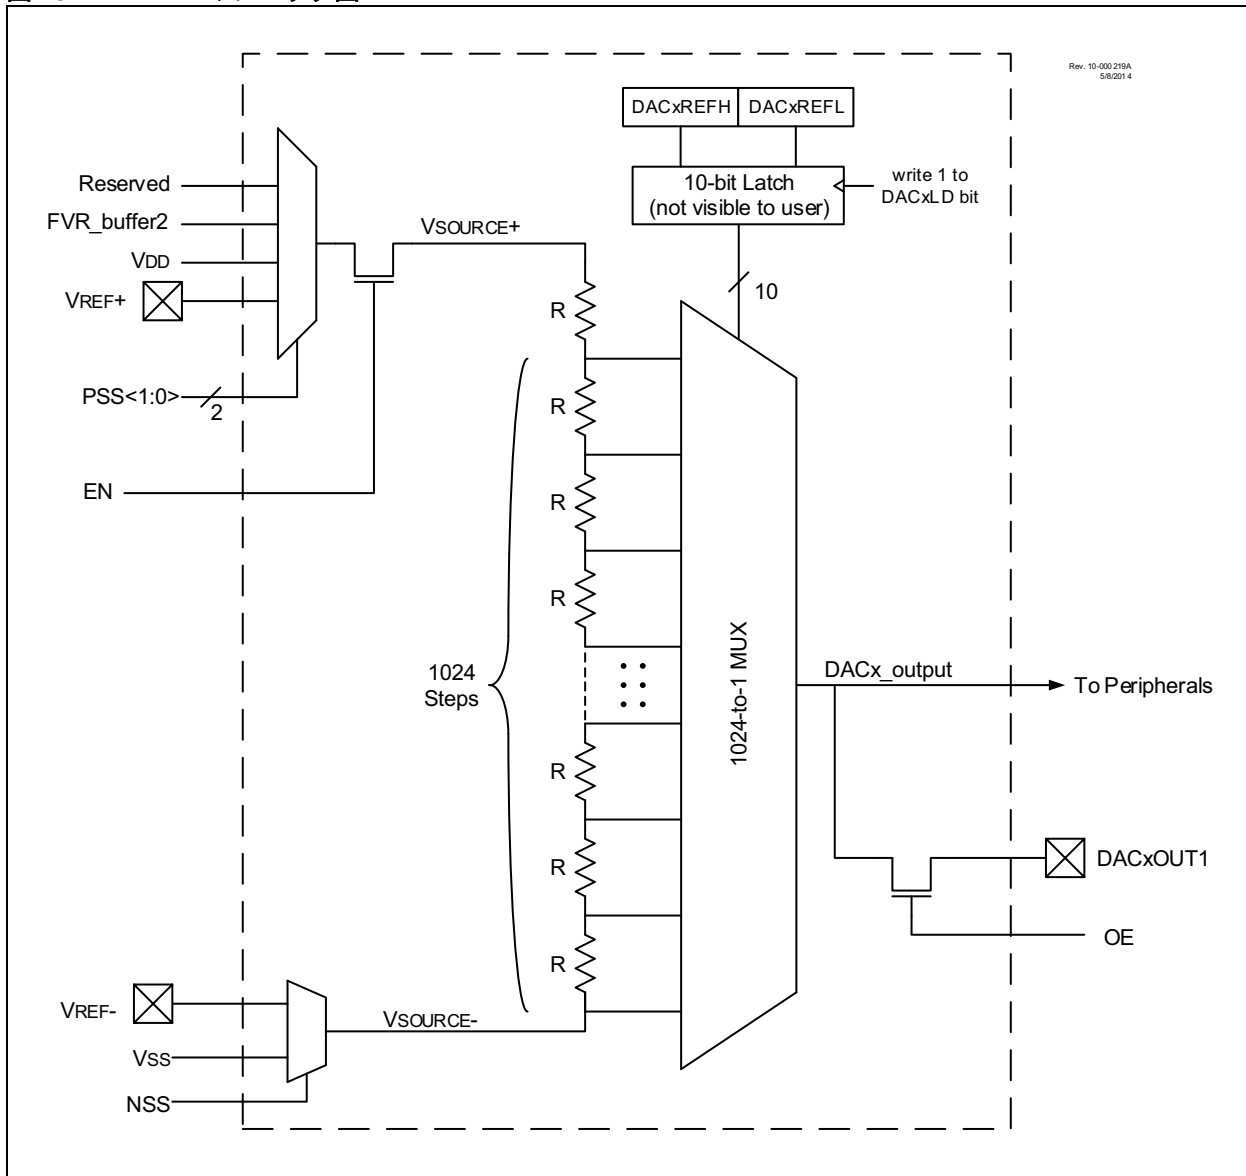 Rev. 10-000 219A
5/8/201 4
DACxREFH DACxREFL
10-bit Latch
(not visible to user)
write 1 to
DACxLD bit
10
Reserved
FVR_buffer2
VDD
VREF+
PSS<1:0>
2
EN
VSOURCE+
R
R
R
R
1024
Steps
R
R
R
1024-to-1 MUX
DACx_output
To Peripherals
DACxOUT1
OE
VREF-
VSOURCE-
VSS
NSS